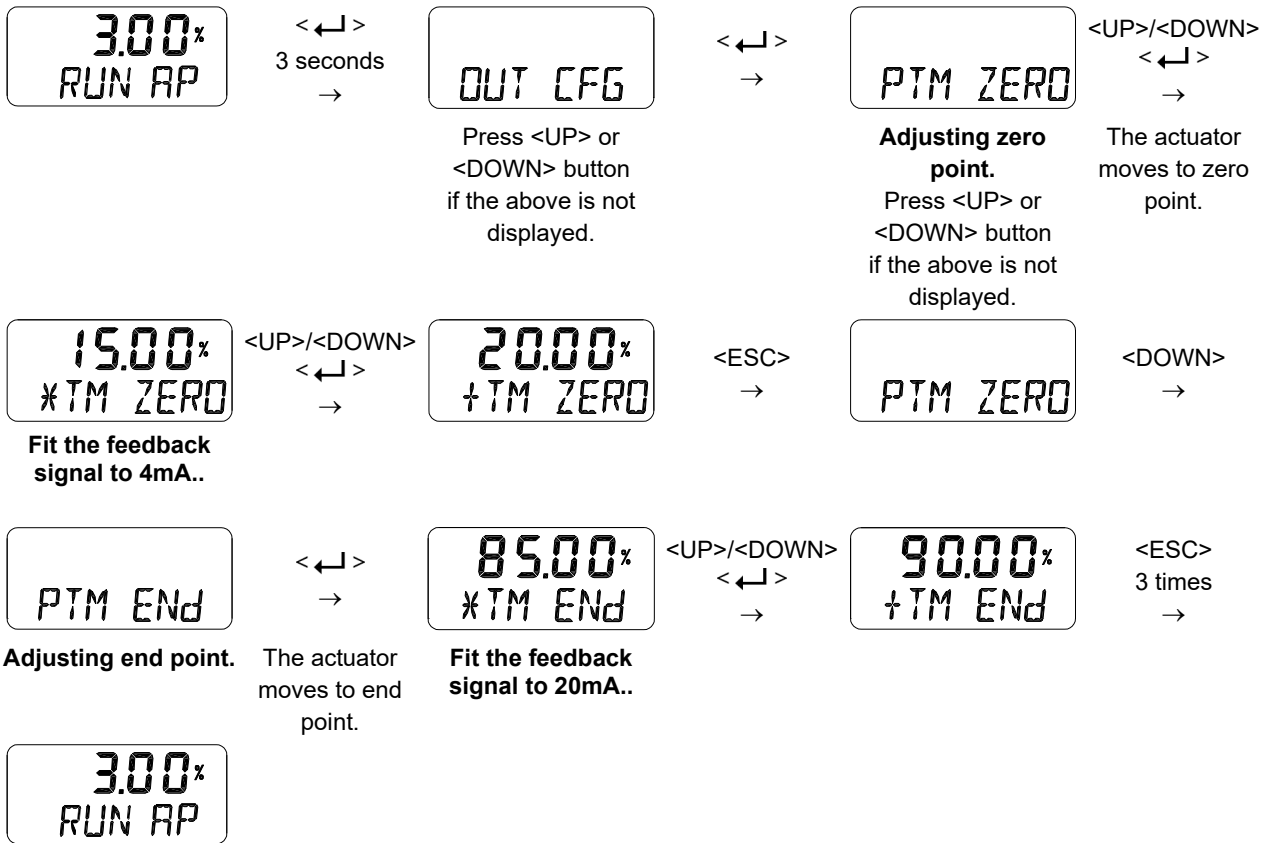 3.00%
RUN AP
< ↵ >
3 seconds
→
OUT CFG
Press <UP> or
<DOWN> button
if the above is not
displayed.
< ↵ >
→
PTM ZERO
Adjusting zero
point.
Press <UP> or
<DOWN> button
if the above is not
displayed.
<UP>/<DOWN>
< ↵ >
→
The actuator
moves to zero
point.
15.00%
*TM ZERO
Fit the feedback
signal to 4mA..
<UP>/<DOWN>
< ↵ >
→
20.00%
+TM ZERO
<ESC>
→
PTM ZERO
<DOWN>
→
PTM ENd
Adjusting end point.
< ↵ >
→
The actuator
moves to end
point.
85.00%
*TM ENd
Fit the feedback
signal to 20mA..
<UP>/<DOWN>
< ↵ >
→
90.00%
+TM ENd
<ESC>
3 times
→
3.00%
RUN AP